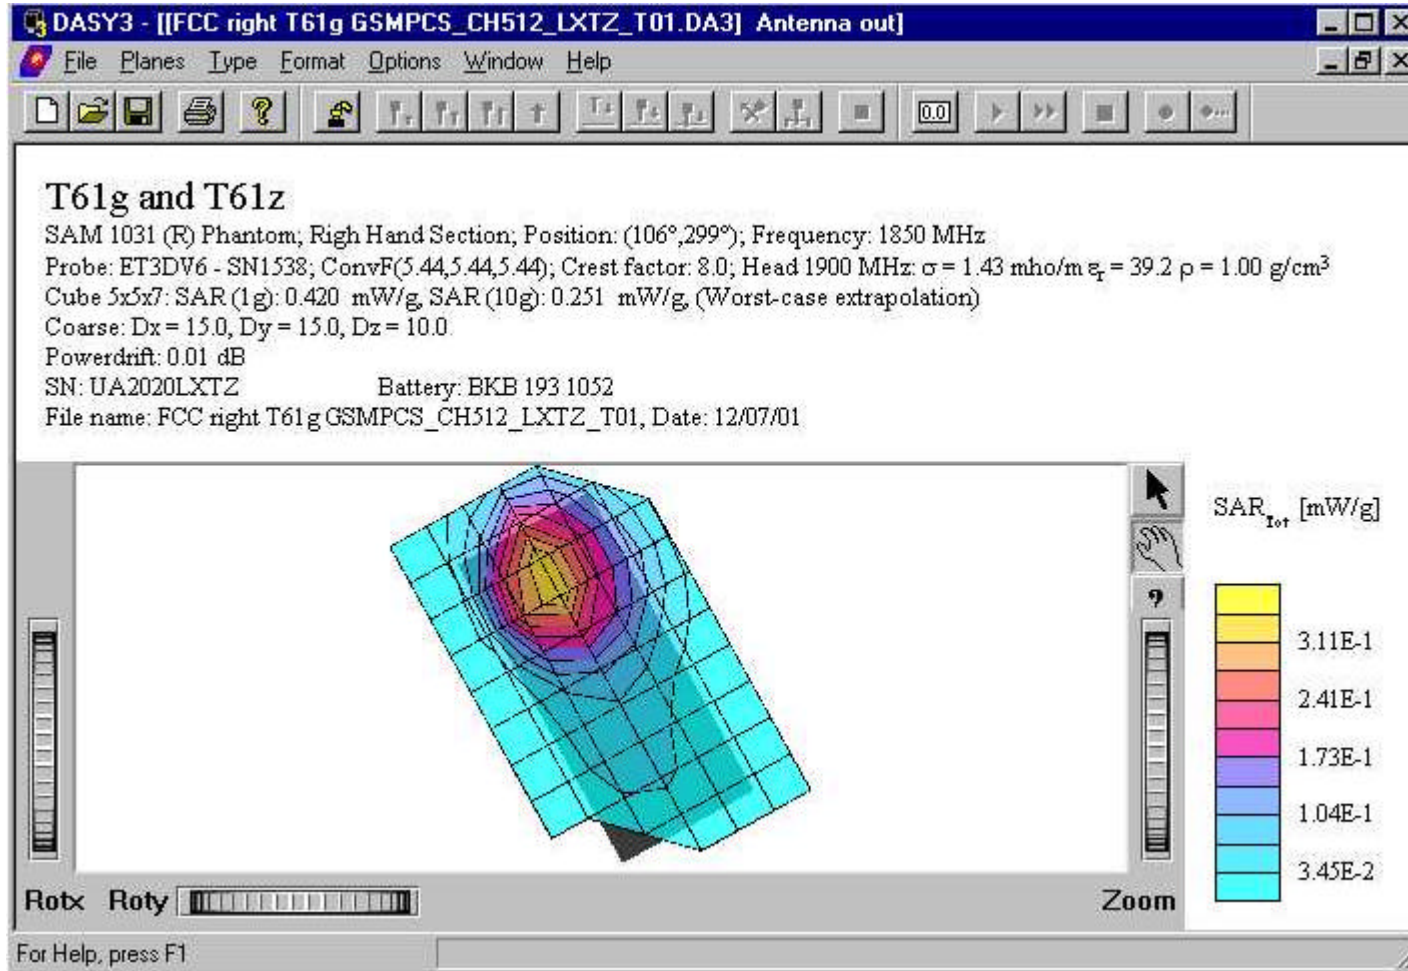 DASY3 - [[FCC right T61g GSMPCS_CH512_LXTZ_T01.DA3] Antenna out]
File Planes Type Format Options Window Help
0.0
T61g and T61z
SAM 1031 (R) Phantom; Righ Hand Section; Position: (106°,299°); Frequency: 1850 MHz
Probe: ET3DV6 - SN1538; ConvF(5.44,5.44,5.44); Crest factor: 8.0; Head 1900 MHz: σ = 1.43 mho/m εr = 39.2 ρ = 1.00 g/cm³
Cube 5x5x7: SAR (1g): 0.420 mW/g, SAR (10g): 0.251 mW/g, (Worst-case extrapolation)
Coarse: Dx = 15.0, Dy = 15.0, Dz = 10.0
Powerdrift: 0.01 dB
SN: UA2020LXTZ Battery: BKB 193 1052
File name: FCC right T61g GSMPCS_CH512_LXTZ_T01, Date: 12/07/01
SAR_Tot [mW/g]
?
3.11E-1
2.41E-1
1.73E-1
1.04E-1
3.45E-2
Rotx Roty Zoom
For Help, press F1